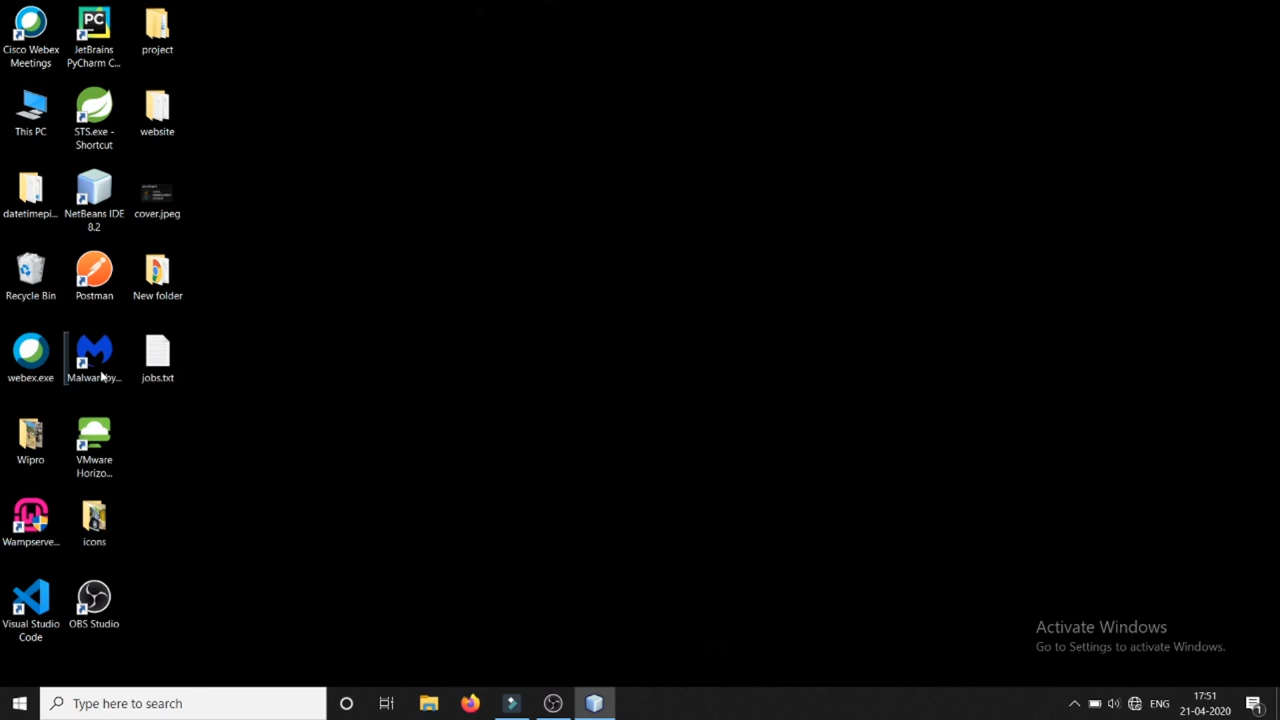 Cisco Webex
Meetings
JetBrains
PyCharm C...
project
This PC
STS.exe -
Shortcut
website
datetimepi...
NetBeans IDE
8.2
cover.jpeg
Recycle Bin
Postman
New folder
webex.exe
jobs.txt
Wipro
VMware
Horizo...
Wampserve...
icons
Visual Studio
Code
OBS Studio
Activate Windows
Go to Settings to activate Windows.
Type here to search
ENG
17:51
21-04-2020
1
PC